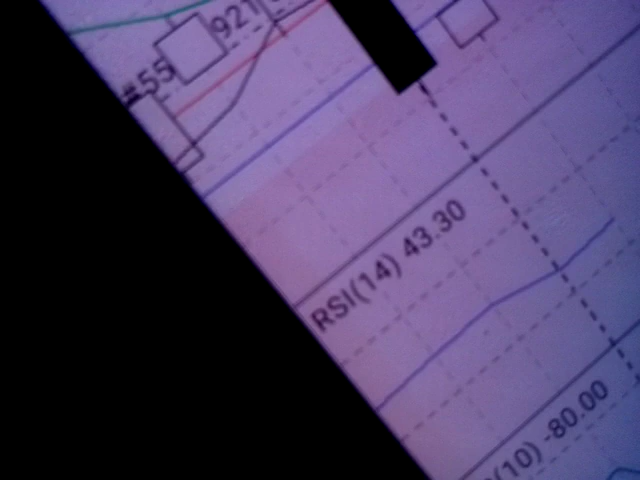 #55
921
RSI(14) 43.30
(10) -80.00